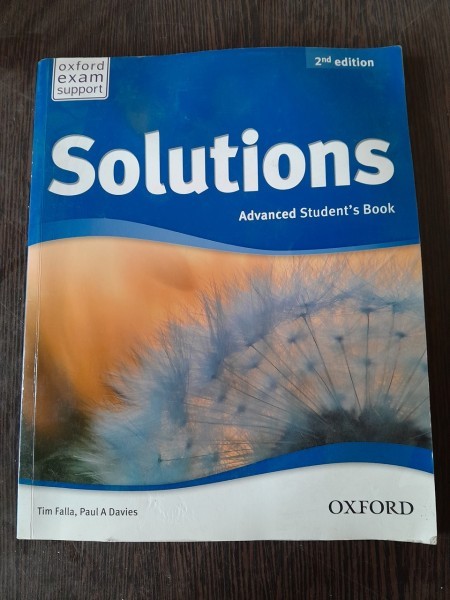 oxford
exam
support
2nd edition
Solutions
Advanced Student's Book
Tim Falla, Paul A Davies
OXFORD